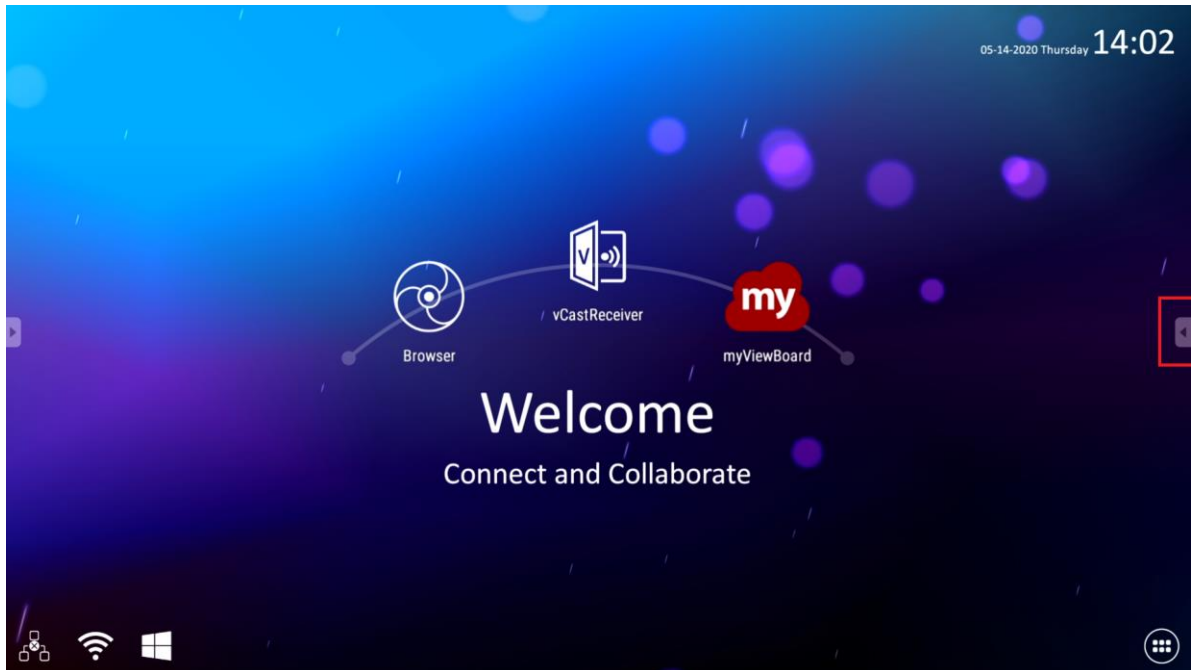 05-14-2020 Thursday 14:02
V
vCastReceiver
my
Browser
myViewBoard
Welcome
Connect and Collaborate